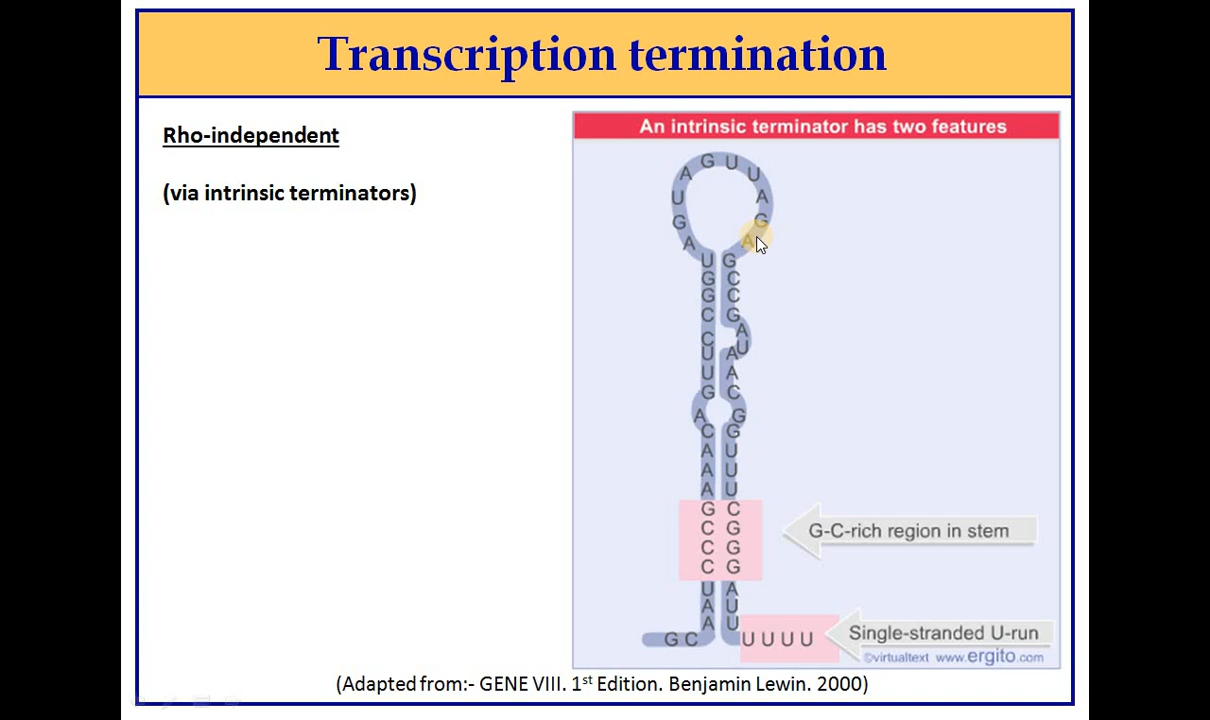 Transcription termination
Rho-independent
(via intrinsic terminators)
An intrinsic terminator has two features
A G U U
U U
G A
A G
A
U G
G C
G C
C G
C A
U A U
U A
G C
A G
C G
A U
A U
A U
G C
C G
C G
C G
G-C-rich region in stem
U A
A U
A U
G C U U U U
Single-stranded U-run
©virtualtext www.ergito.com
(Adapted from:- GENE VIII. 1st Edition. Benjamin Lewin. 2000)